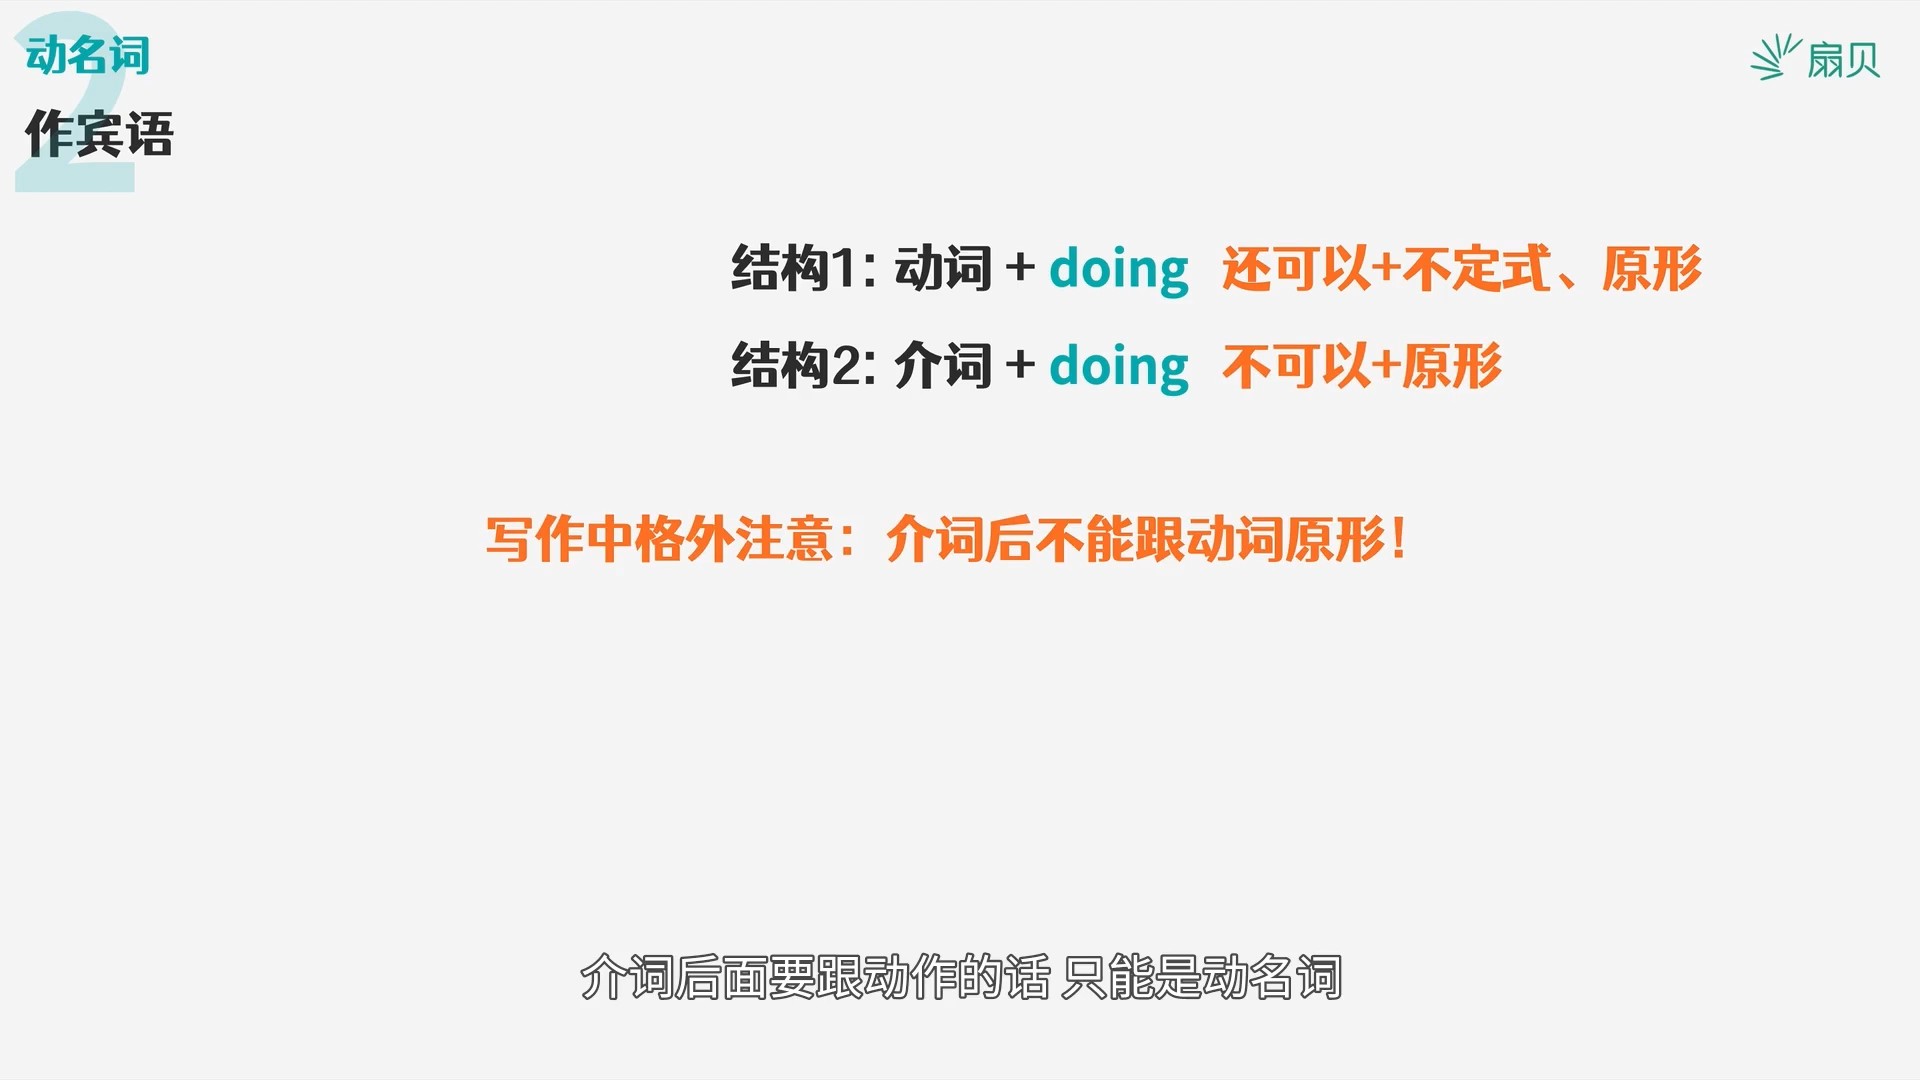 2
动名词
作宾语
扇贝
结构1: 动词 + doing 还可以+不定式、原形
结构2: 介词 + doing 不可以+原形
写作中格外注意：介词后不能跟动词原形！
介词后面要跟动作的话 只能是动名词